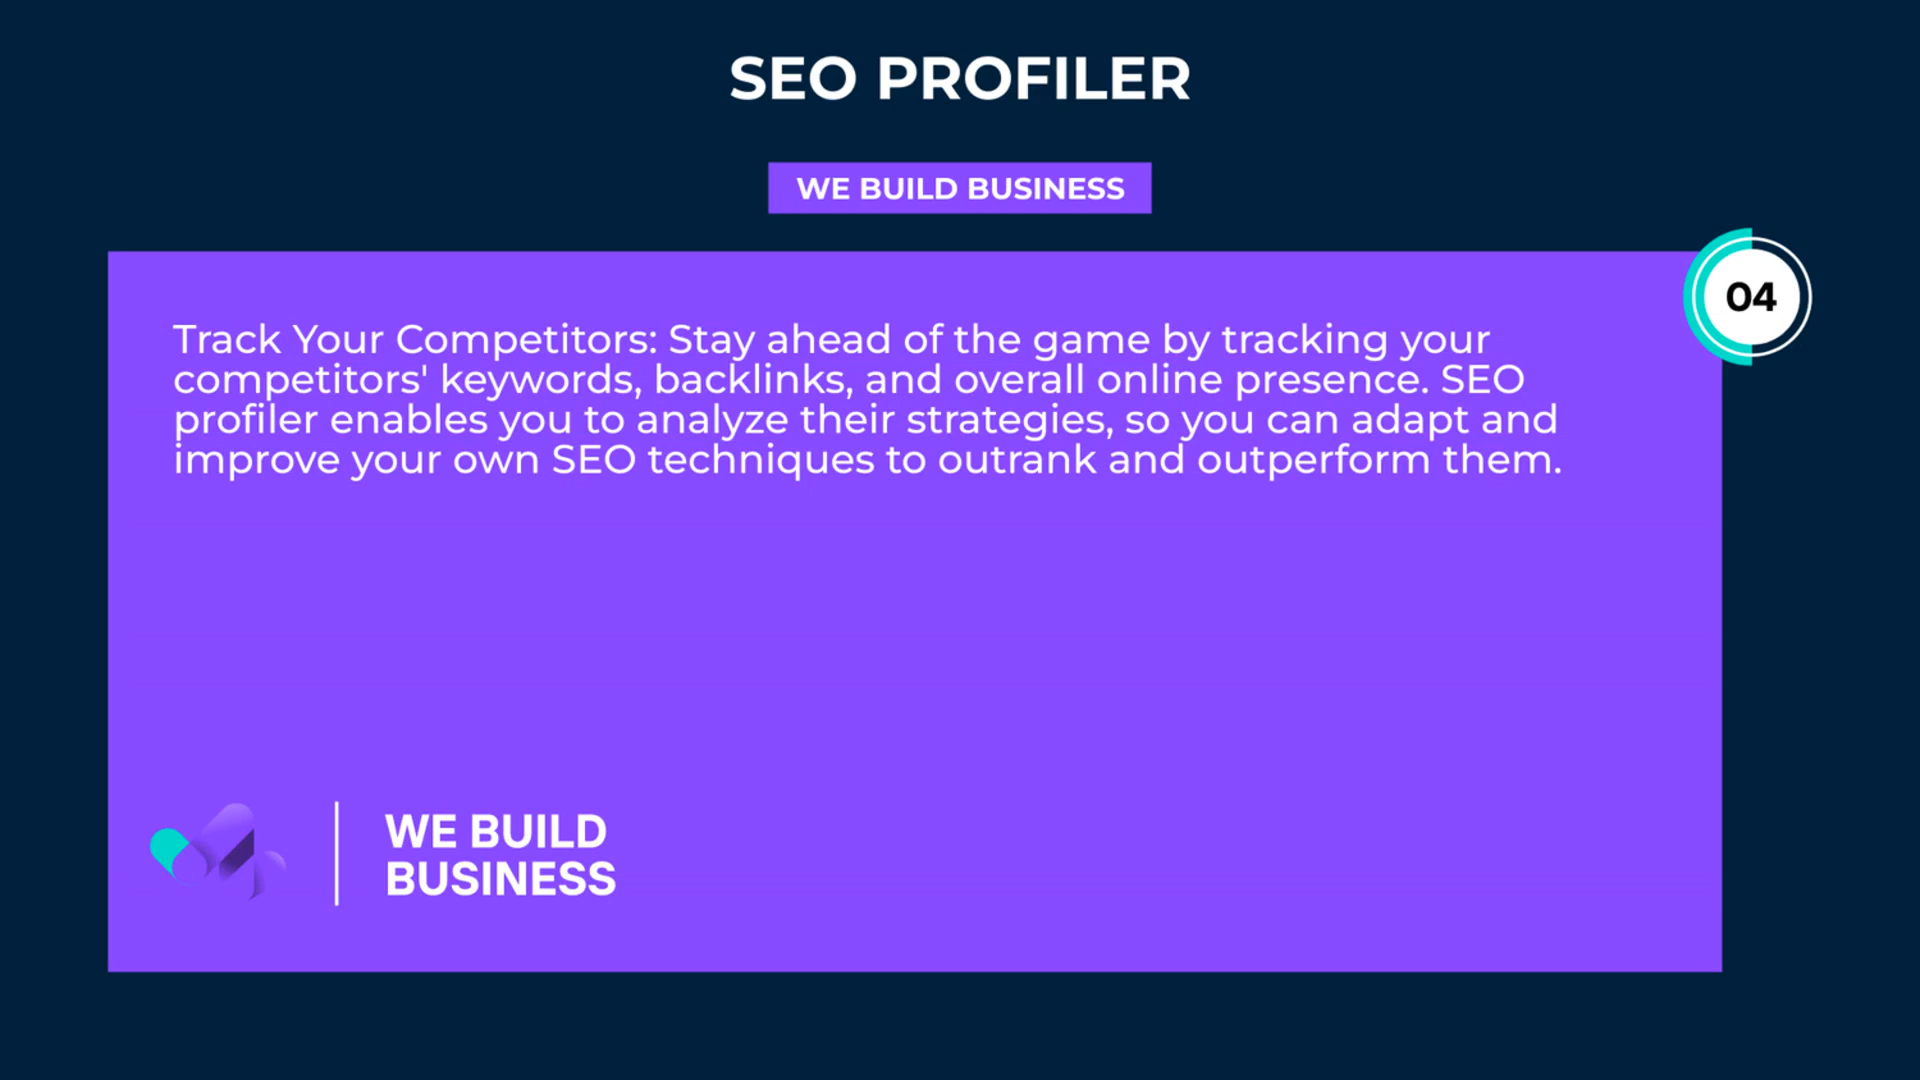 SEO PROFILER
WE BUILD BUSINESS
04
Track Your Competitors: Stay ahead of the game by tracking your
competitors' keywords, backlinks, and overall online presence. SEO
profiler enables you to analyze their strategies, so you can adapt and
improve your own SEO techniques to outrank and outperform them.
WE BUILD
BUSINESS